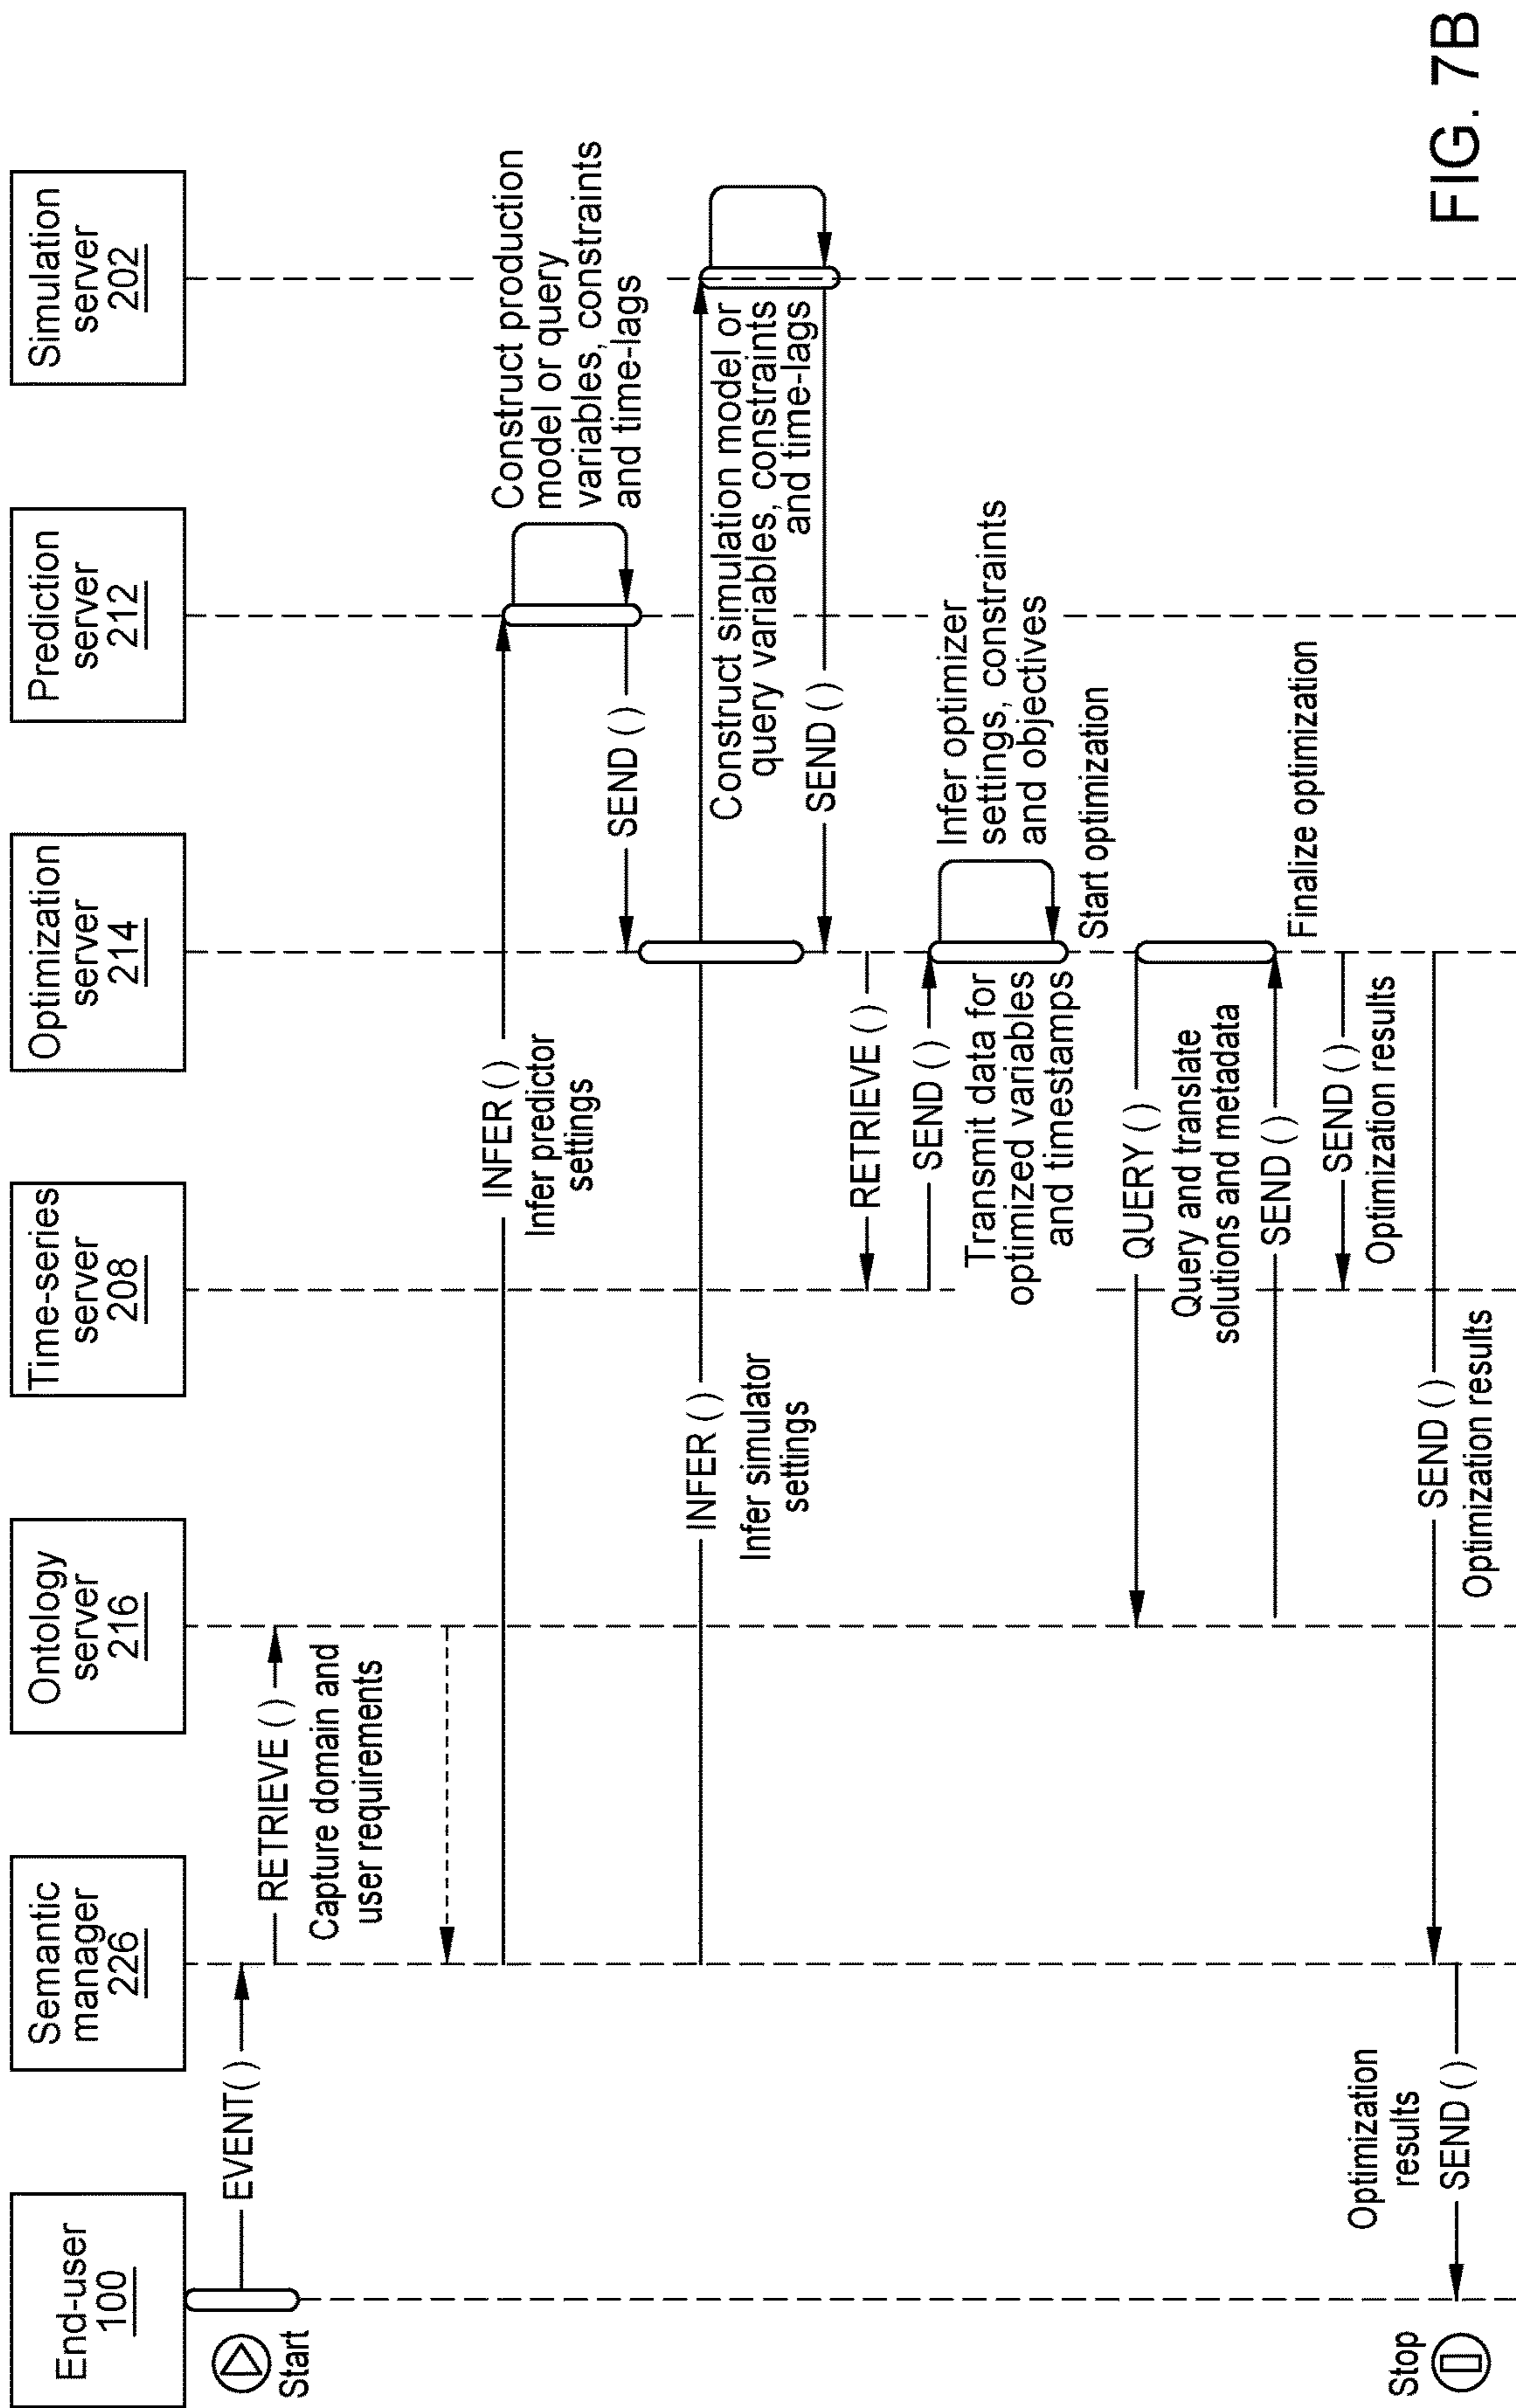 End-user
100
Semantic
manager
226
Ontology
server
216
Time-series
server
208
Optimization
server
214
Prediction
server
212
Simulation
server
202
Start
EVENT( )
RETRIEVE ( )
Capture domain and
user requirements
INFER ( )
Infer predictor
settings
Construct production
model or query
variables, constraints
and time-lags
SEND ( )
INFER ( )
Infer simulator
settings
Construct simulation model or
query variables, constraints
and time-lags
SEND ( )
RETRIEVE ( )
SEND ( )
Transmit data for
optimized variables
and timestamps
Infer optimizer
settings, constraints
and objectives
Start optimization
QUERY ( )
Query and translate
solutions and metadata
SEND ( )
Finalize optimization
SEND ( )
Optimization results
SEND ( )
Optimization results
Optimization
results
SEND ( )
Stop
FIG. 7B